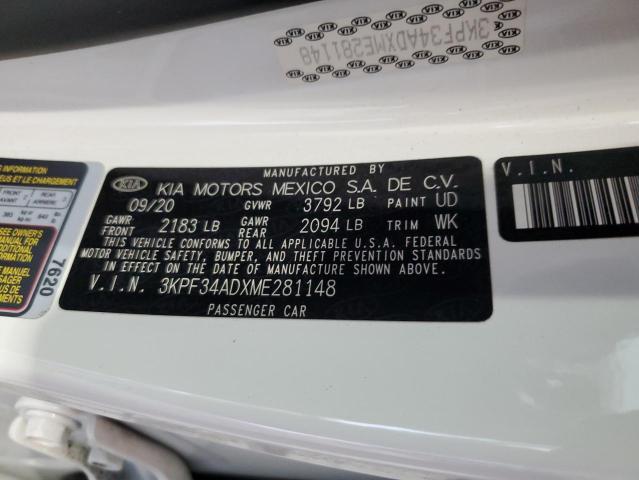 3KPF34ADXME281148
MANUFACTURED BY
KIA KIA MOTORS MEXICO S.A. DE C.V.
09/20 GVWR 3792 LB PAINT UD
GAWR FRONT 2183 LB GAWR REAR 2094 LB TRIM WK
THIS VEHICLE CONFORMS TO ALL APPLICABLE U.S.A. FEDERAL
MOTOR VEHICLE SAFETY, BUMPER, AND THEFT PREVENTION STANDARDS
IN EFFECT ON THE DATE OF MANUFACTURE SHOWN ABOVE.
V.I.N. 3KPF34ADXME281148
PASSENGER CAR
V.I.N.
7620
SEE OWNER'S